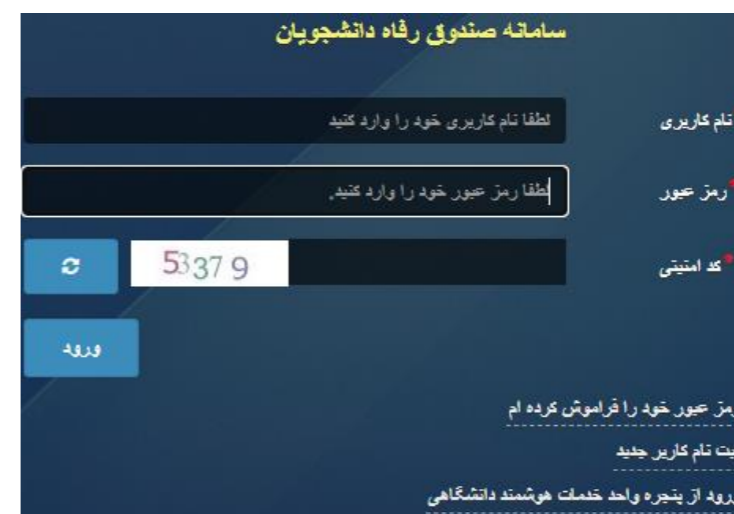 سامانه صندوق رفاه دانشجویان
نام کاربری لطفا نام کاربری خود را وارد کنید
*رمز عبور لطفا رمز عبور خود را وارد کنید.
*کد امنیتی 53379
ورود
رمز عبور خود را فراموش کرده ام
نام کاربر جدید
از پنجره واحد خدمات هوشمند دانشگاهی